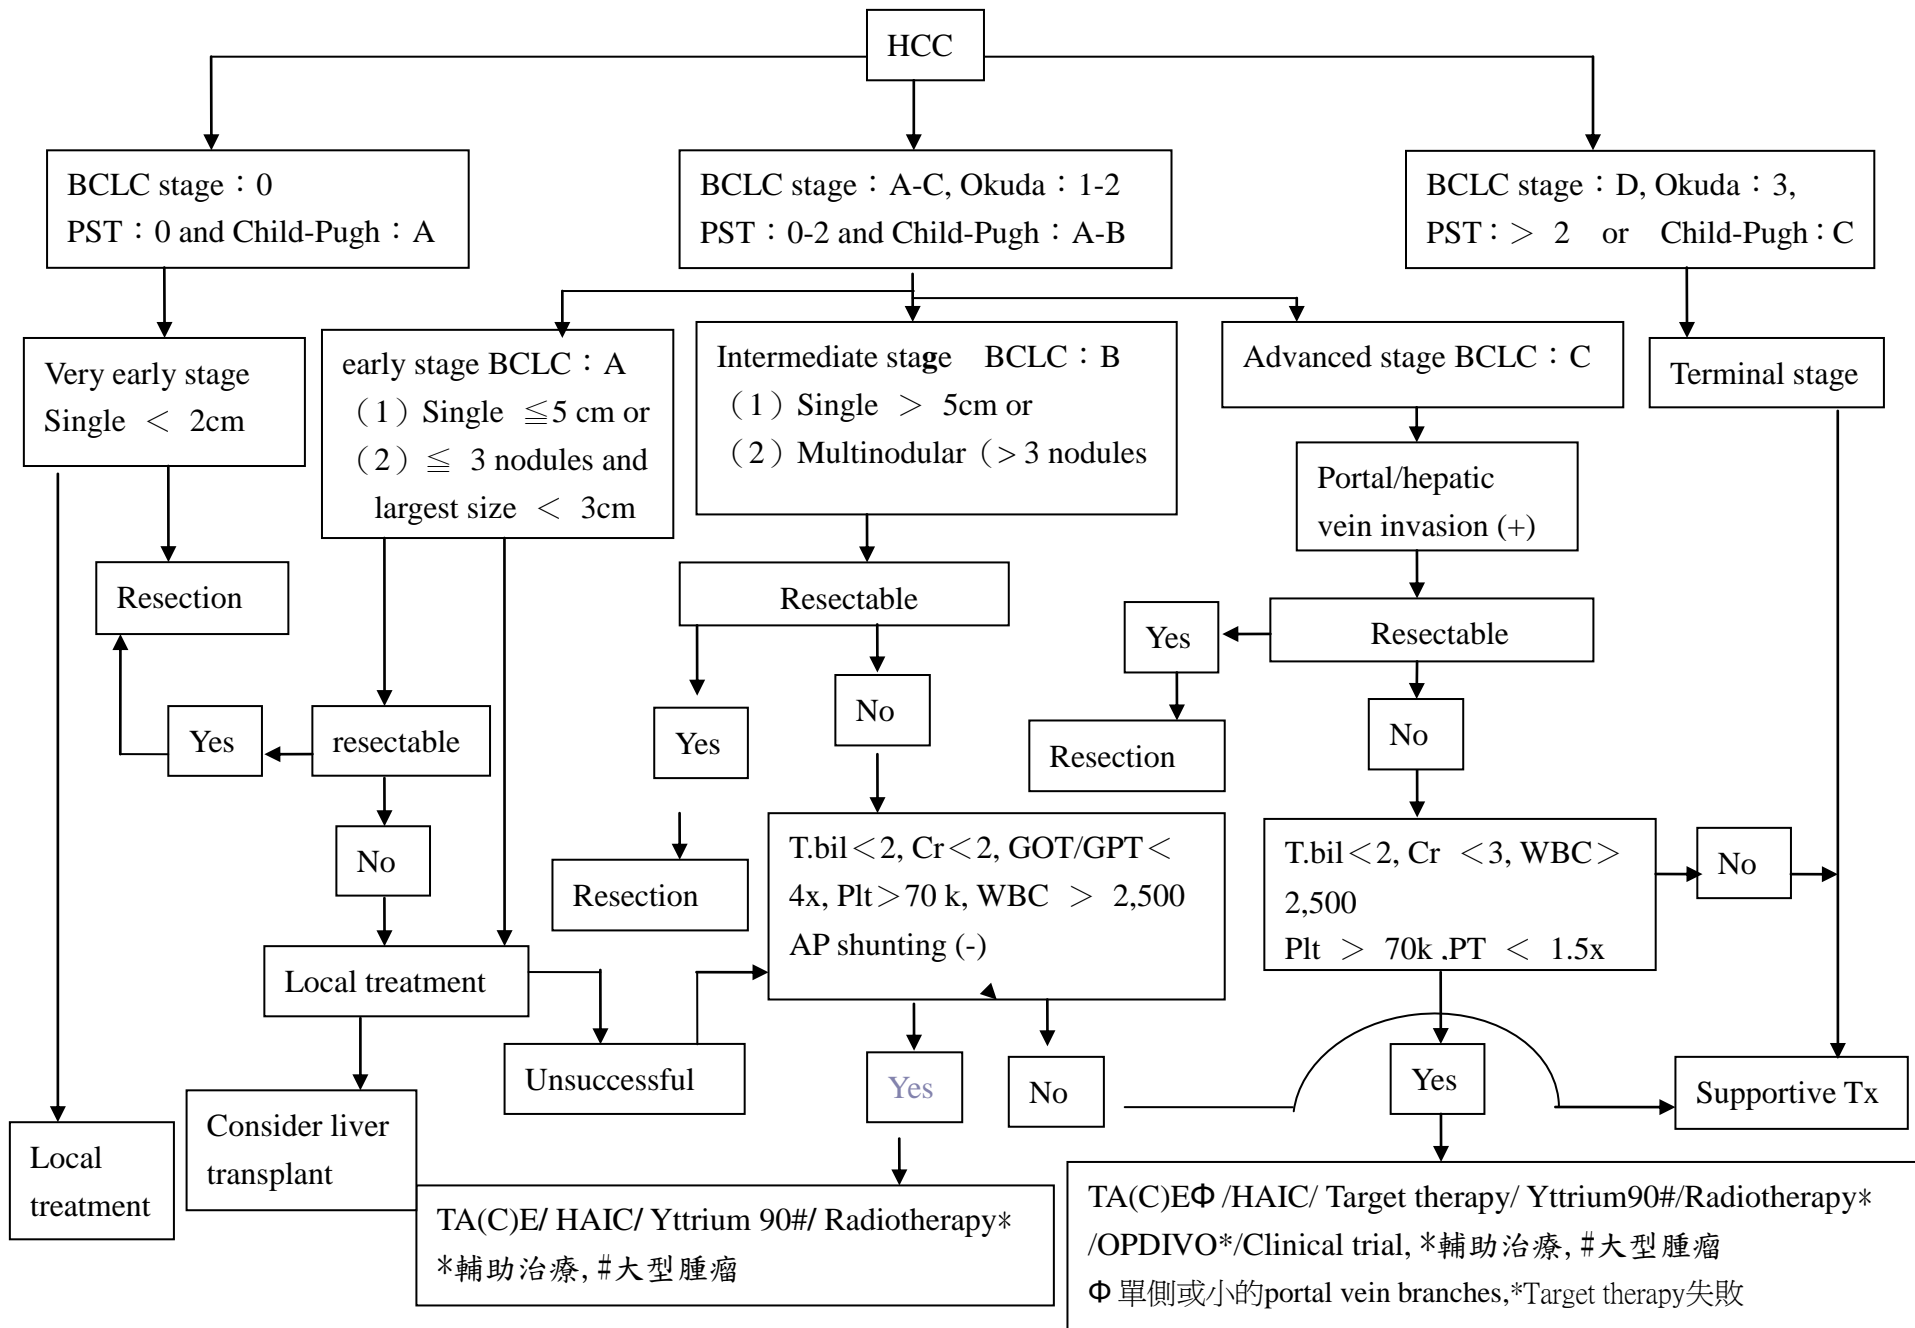 HCC
BCLC stage：0
PST：0 and Child-Pugh：A
BCLC stage：A-C, Okuda：1-2
PST：0-2 and Child-Pugh：A-B
BCLC stage：D, Okuda：3,
PST：＞ 2 or Child-Pugh：C
Very early stage
Single ＜ 2cm
early stage BCLC：A
（1）Single ≦5 cm or
（2）≦ 3 nodules and
largest size ＜ 3cm
Intermediate stage BCLC：B
（1）Single ＞ 5cm or
（2）Multinodular（＞3 nodules
Advanced stage BCLC：C
Terminal stage
Portal/hepatic
vein invasion (+)
Resection
Resectable
Yes
Resectable
Yes
resectable
Yes
No
Resection
No
No
Resection
T.bil＜2, Cr＜2, GOT/GPT＜
4x, Plt＞70 k, WBC ＞ 2,500
AP shunting (-)
T.bil＜2, Cr ＜3, WBC＞
2,500
Plt ＞ 70k ,PT ＜ 1.5x
No
Local treatment
Unsuccessful
Yes
No
Yes
Supportive Tx
Local
treatment
Consider liver
transplant
TA(C)E/ HAIC/ Yttrium 90#/ Radiotherapy*
*輔助治療, #大型腫瘤
TA(C)EΦ /HAIC/ Target therapy/ Yttrium90#/Radiotherapy*
/OPDIVO*/Clinical trial, *輔助治療, #大型腫瘤
Φ 單側或小的portal vein branches,*Target therapy失敗